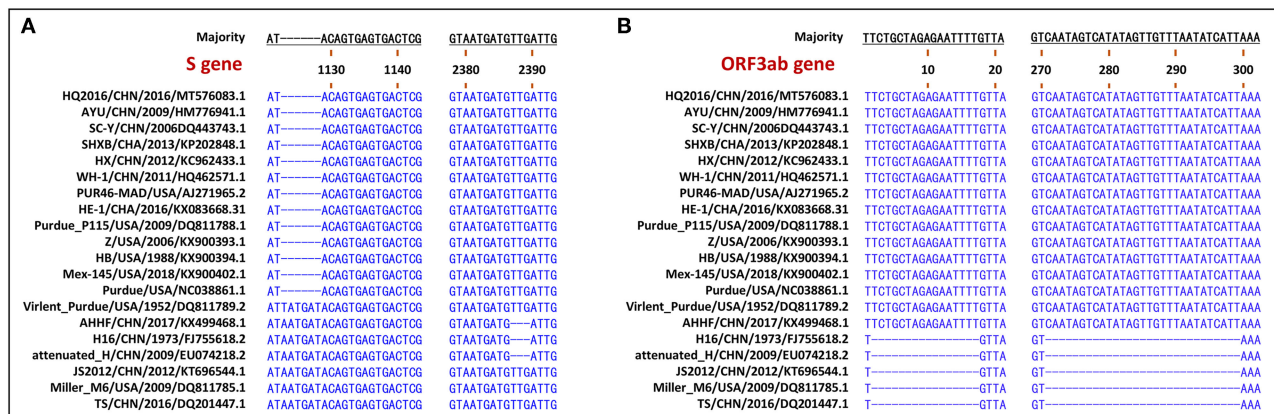 A
Majority AT------ACAGTGAGTGACTCG GTAATGATGTTGATTG
S gene 1130 1140 2380 2390
HQ2016/CHN/2016/MT576083.1 AT------ACAGTGAGTGACTCG GTAATGATGTTGATTG
AYU/CHN/2009/HM776941.1 AT------ACAGTGAGTGACTCG GTAATGATGTTGATTG
SC-Y/CHN/2006DQ443743.1 AT------ACAGTGAGTGACTCG GTAATGATGTTGATTG
SHXB/CHA/2013/KP202848.1 AT------ACAGTGAGTGACTCG GTAATGATGTTGATTG
HX/CHN/2012/KC962433.1 AT------ACAGTGAGTGACTCG GTAATGATGTTGATTG
WH-1/CHN/2011/HQ462571.1 AT------ACAGTGAGTGACTCG GTAATGATGTTGATTG
PUR46-MAD/USA/AJ271965.2 AT------ACAGTGAGTGACTCG GTAATGATGTTGATTG
HE-1/CHA/2016/KX083668.31 AT------ACAGTGAGTGACTCG GTAATGATGTTGATTG
Purdue_P115/USA/2009/DQ811788.1 AT------ACAGTGAGTGACTCG GTAATGATGTTGATTG
Z/USA/2006/KX900393.1 AT------ACAGTGAGTGACTCG GTAATGATGTTGATTG
HB/USA/1988/KX900394.1 AT------ACAGTGAGTGACTCG GTAATGATGTTGATTG
Mex-145/USA/2018/KX900402.1 AT------ACAGTGAGTGACTCG GTAATGATGTTGATTG
Purdue/USA/NC038861.1 AT------ACAGTGAGTGACTCG GTAATGATGTTGATTG
Virlent_Purdue/USA/1952/DQ811789.2 ATTATGATACAGTGAGTGACTCG GTAATGATGTTGATTG
AHHF/CHN/2017/KX499468.1 ATAATGATACAGTGAGTGACTCG GTAATGATG---ATTG
H16/CHN/1973/FJ755618.2 ATAATGATACAGTGAGTGACTCG GTAATGATG---ATTG
attenuated_H/CHN/2009/EU074218.2 ATAATGATACAGTGAGTGACTCG GTAATGATG---ATTG
JS2012/CHN/2012/KT696544.1 ATAATGATACAGTGAGTGACTCG GTAATGATGTTGATTG
Miller_M6/USA/2009/DQ811785.1 ATAATGATACAGTGAGTGACTCG GTAATGATGTTGATTG
TS/CHN/2016/DQ201447.1 ATAATGATACAGTGAGTGACTCG GTAATGATGTTGATTG
B
Majority TTCTGCTAGAGAATTTTGTTA GTCAATAGTCATATAGTTGTTTAATATCATTAAA
ORF3ab gene 10 20 270 280 290 300
HQ2016/CHN/2016/MT576083.1 TTCTGCTAGAGAATTTTGTTA GTCAATAGTCATATAGTTGTTTAATATCATTAAA
AYU/CHN/2009/HM776941.1 TTCTGCTAGAGAATTTTGTTA GTCAATAGTCATATAGTTGTTTAATATCATTAAA
SC-Y/CHN/2006DQ443743.1 TTCTGCTAGAGAATTTTGTTA GTCAATAGTCATATAGTTGTTTAATATCATTAAA
SHXB/CHA/2013/KP202848.1 TTCTGCTAGAGAATTTTGTTA GTCAATAGTCATATAGTTGTTTAATATCATTAAA
HX/CHN/2012/KC962433.1 TTCTGCTAGAGAATTTTGTTA GTCAATAGTCATATAGTTGTTTAATATCATTAAA
WH-1/CHN/2011/HQ462571.1 TTCTGCTAGAGAATTTTGTTA GTCAATAGTCATATAGTTGTTTAATATCATTAAA
PUR46-MAD/USA/AJ271965.2 TTCTGCTAGAGAATTTTGTTA GTCAATAGTCATATAGTTGTTTAATATCATTAAA
HE-1/CHA/2016/KX083668.31 TTCTGCTAGAGAATTTTGTTA GTCAATAGTCATATAGTTGTTTAATATCATTAAA
Purdue_P115/USA/2009/DQ811788.1 TTCTGCTAGAGAATTTTGTTA GTCAATAGTCATATAGTTGTTTAATATCATTAAA
Z/USA/2006/KX900393.1 TTCTGCTAGAGAATTTTGTTA GTCAATAGTCATATAGTTGTTTAATATCATTAAA
HB/USA/1988/KX900394.1 TTCTGCTAGAGAATTTTGTTA GTCAATAGTCATATAGTTGTTTAATATCATTAAA
Mex-145/USA/2018/KX900402.1 TTCTGCTAGAGAATTTTGTTA GTCAATAGTCATATAGTTGTTTAATATCATTAAA
Purdue/USA/NC038861.1 TTCTGCTAGAGAATTTTGTTA GTCAATAGTCATATAGTTGTTTAATATCATTAAA
Virlent_Purdue/USA/1952/DQ811789.2 TTCTGCTAGAGAATTTTGTTA GTCAATAGTCATATAGTTGTTTAATATCATTAAA
AHHF/CHN/2017/KX499468.1 TTCTGCTAGAGAATTTTGTTA GTCAATAGTCATATAGTTGTTTAATATCATTAAA
H16/CHN/1973/FJ755618.2 T----------------GTTA GT-----------------------------AAA
attenuated_H/CHN/2009/EU074218.2 T----------------GTTA GT-----------------------------AAA
JS2012/CHN/2012/KT696544.1 T----------------GTTA GT-----------------------------AAA
Miller_M6/USA/2009/DQ811785.1 T----------------GTTA GT-----------------------------AAA
TS/CHN/2016/DQ201447.1 T----------------GTTA GT-----------------------------AAA